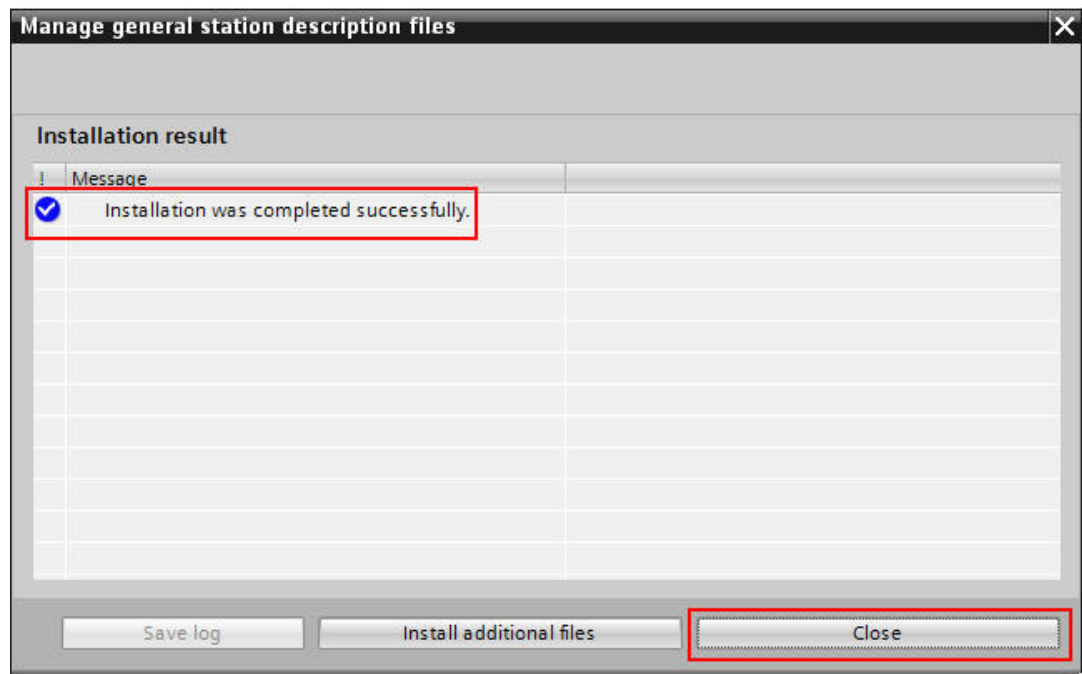 Manage general station description files
Installation result
! Message
Installation was completed successfully.
Save log Install additional files Close